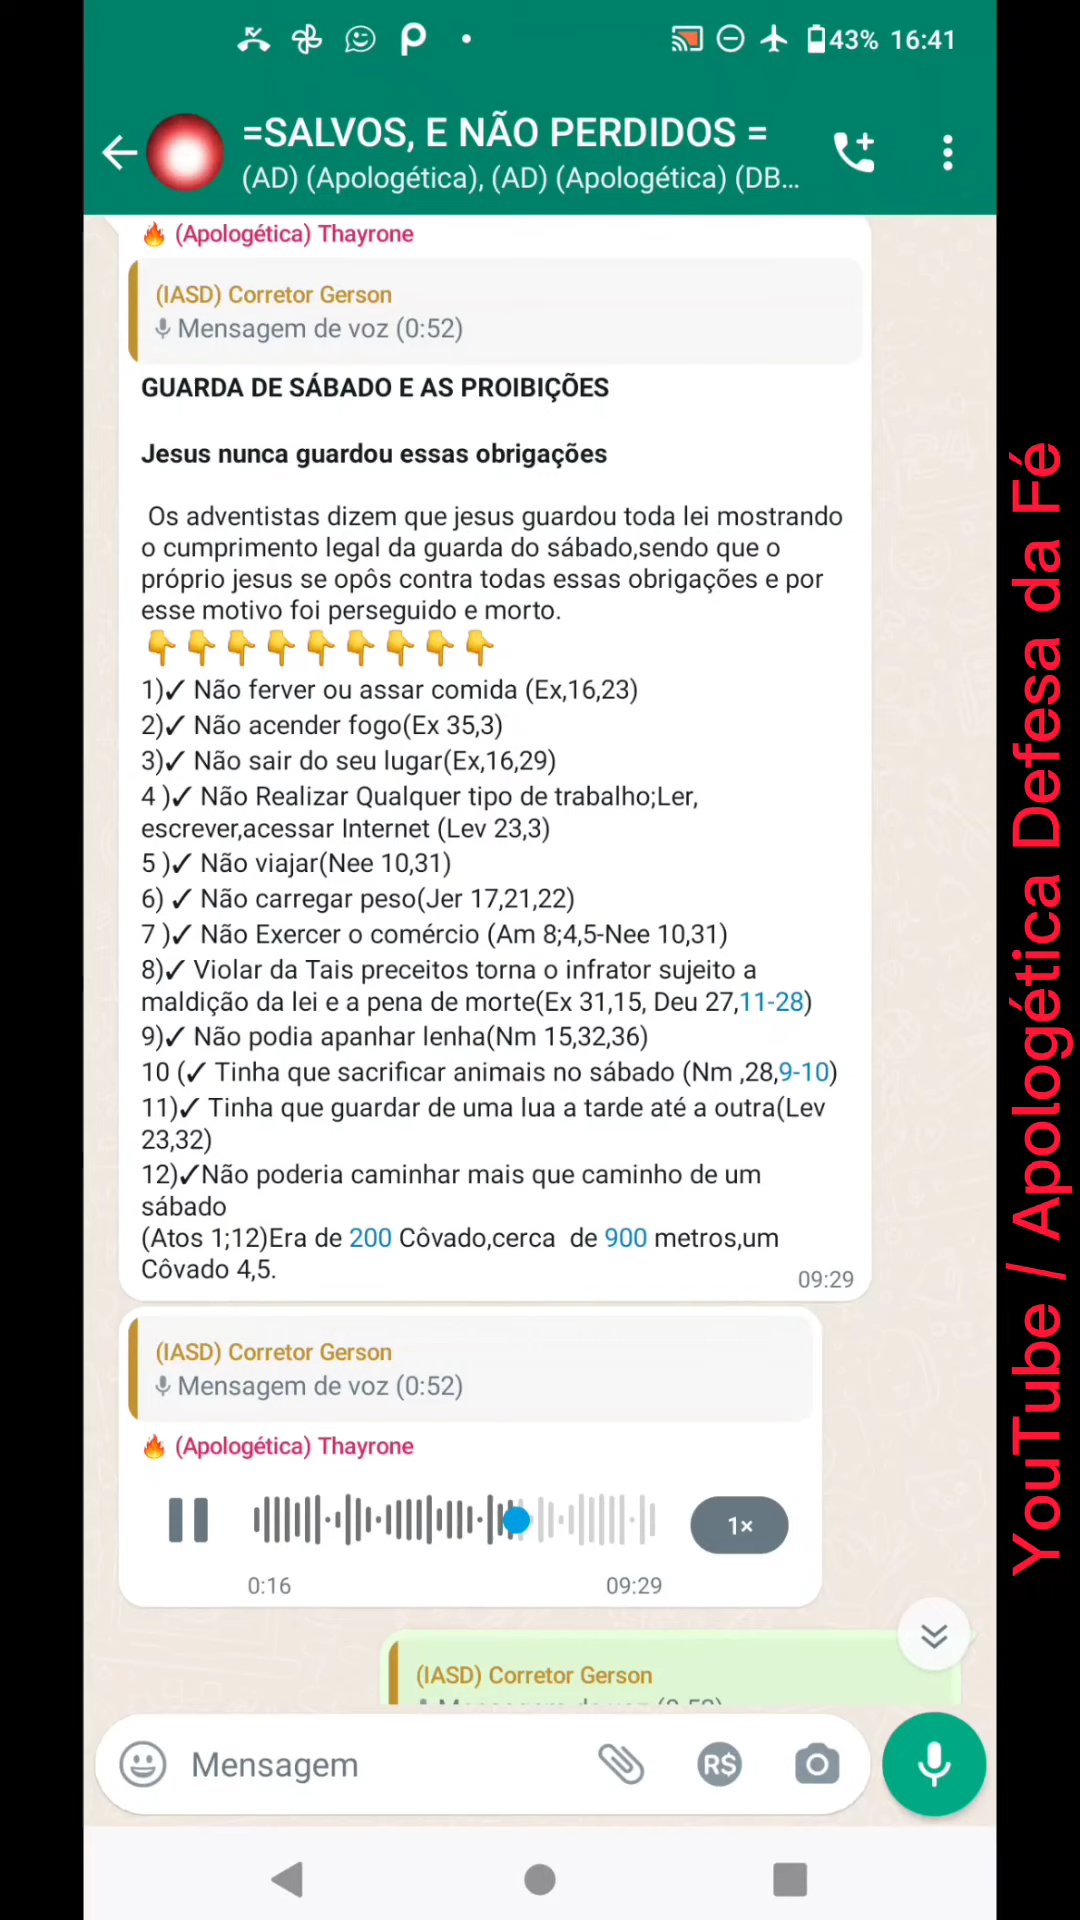 43% 16:41
=SALVOS, E NÃO PERDIDOS =
(AD) (Apologética), (AD) (Apologética) (DB...
(Apologética) Thayrone
(IASD) Corretor Gerson
Mensagem de voz (0:52)
GUARDA DE SÁBADO E AS PROIBIÇÕES
Jesus nunca guardou essas obrigações
Os adventistas dizem que jesus guardou toda lei mostrando
o cumprimento legal da guarda do sábado,sendo que o
próprio jesus se opôs contra todas essas obrigações e por
esse motivo foi perseguido e morto.
👇👇👇👇👇👇👇👇👇
1)✓ Não ferver ou assar comida (Ex,16,23)
2)✓ Não acender fogo(Ex 35,3)
3)✓ Não sair do seu lugar(Ex,16,29)
4 )✓ Não Realizar Qualquer tipo de trabalho;Ler,
escrever,acessar Internet (Lev 23,3)
5 )✓ Não viajar(Nee 10,31)
6) ✓ Não carregar peso(Jer 17,21,22)
7 )✓ Não Exercer o comércio (Am 8;4,5-Nee 10,31)
8)✓ Violar da Tais preceitos torna o infrator sujeito a
maldição da lei e a pena de morte(Ex 31,15, Deu 27,11-28)
9)✓ Não podia apanhar lenha(Nm 15,32,36)
10 (✓ Tinha que sacrificar animais no sábado (Nm ,28,9-10)
11)✓ Tinha que guardar de uma lua a tarde até a outra(Lev
23,32)
12)✓Não poderia caminhar mais que caminho de um
sábado
(Atos 1;12)Era de 200 Côvado,cerca  de 900 metros,um
Côvado 4,5.
09:29
(IASD) Corretor Gerson
Mensagem de voz (0:52)
(Apologética) Thayrone
1×
0:16 09:29
(IASD) Corretor Gerson
Mensagem de voz (0:52)
Mensagem
R$
YouTube / Apologética Defesa da Fé